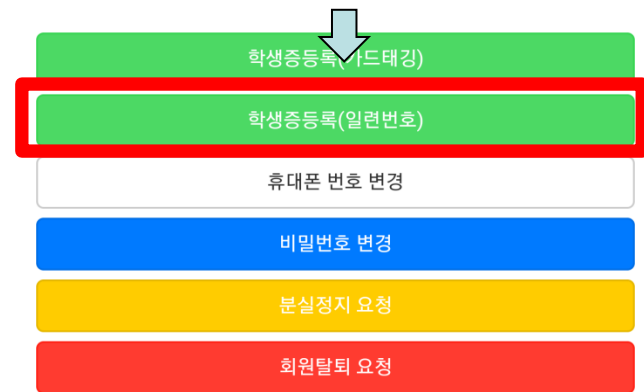 학생증등록(카드태깅)
학생증등록(일련번호)
휴대폰 번호 변경
비밀번호 변경
분실정지 요청
회원탈퇴 요청